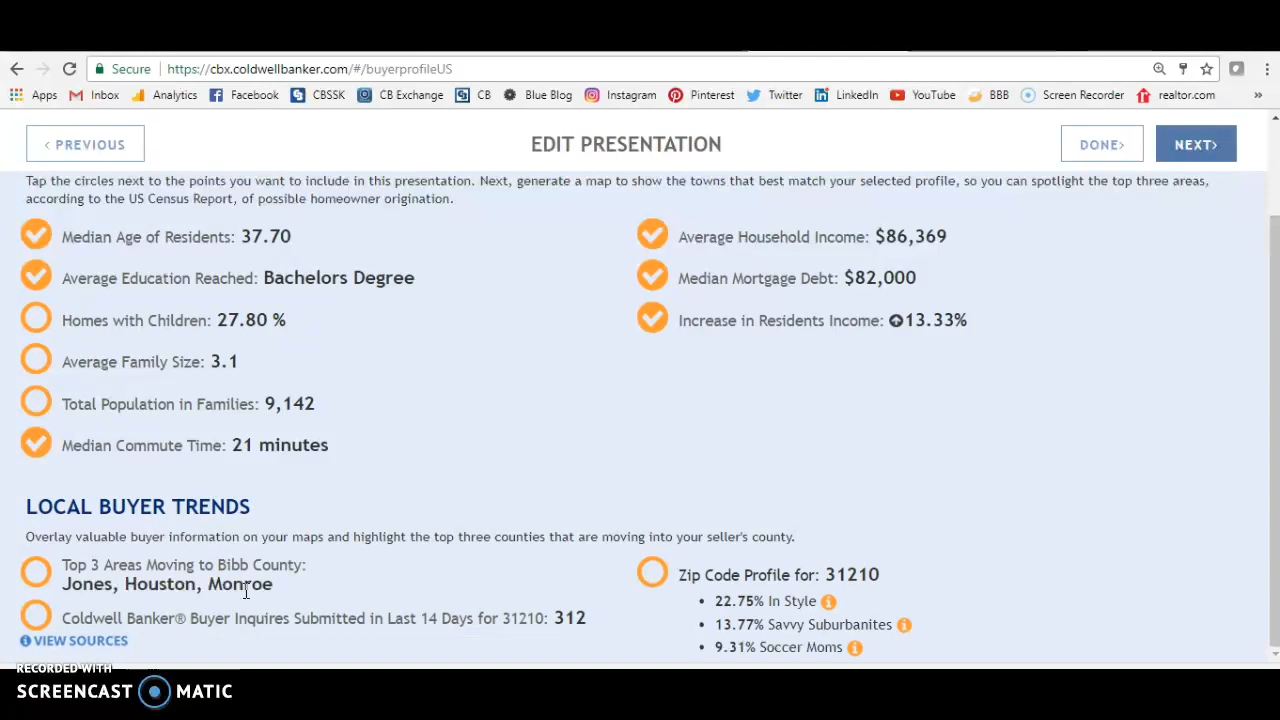 Secure https://cbx.coldwellbanker.com/#/buyerprofileUS
Apps Inbox Analytics Facebook CBSSK CB Exchange CB Blue Blog Instagram Pinterest Twitter LinkedIn YouTube BBB Screen Recorder realtor.com »
< PREVIOUS EDIT PRESENTATION DONE> NEXT>
Tap the circles next to the points you want to include in this presentation. Next, generate a map to show the towns that best match your selected profile, so you can spotlight the top three areas,
according to the US Census Report, of possible homeowner origination.
Median Age of Residents: 37.70
Average Education Reached: Bachelors Degree
Homes with Children: 27.80 %
Average Family Size: 3.1
Total Population in Families: 9,142
Median Commute Time: 21 minutes
Average Household Income: $86,369
Median Mortgage Debt: $82,000
Increase in Residents Income: 13.33%
LOCAL BUYER TRENDS
Overlay valuable buyer information on your maps and highlight the top three counties that are moving into your seller's county.
Top 3 Areas Moving to Bibb County:
Jones, Houston, Monroe
Coldwell Banker® Buyer Inquires Submitted in Last 14 Days for 31210: 312
VIEW SOURCES
Zip Code Profile for: 31210
• 22.75% In Style
• 13.77% Savvy Suburbanites
• 9.31% Soccer Moms
RECORDED WITH
SCREENCAST MATIC